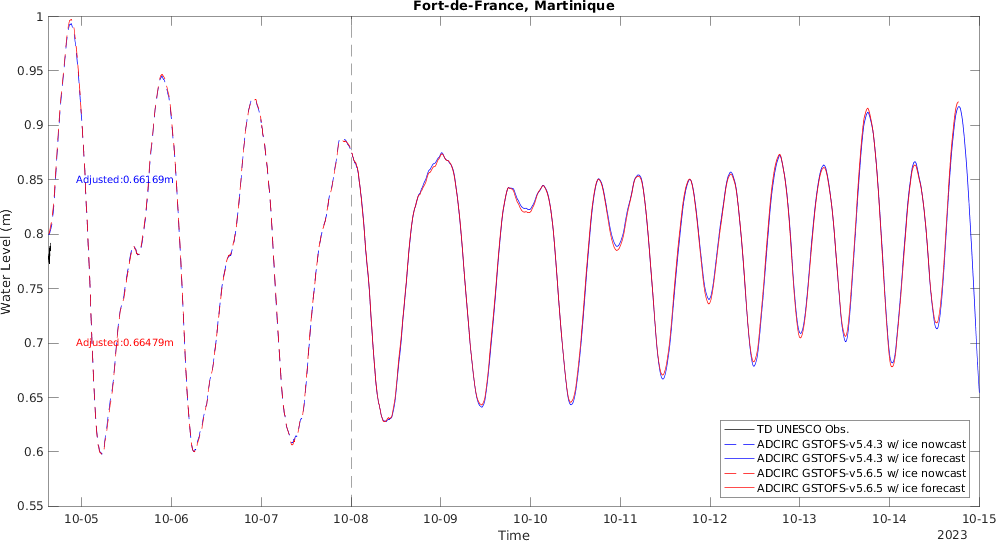 Fort-de-France, Martinique
1
0.95
0.9
0.85
0.8
0.75
0.7
0.65
0.6
0.55
Water Level (m)
Adjusted:0.66169m
Adjusted:0.66479m
TD UNESCO Obs.
ADCIRC GSTOFS-v5.4.3 w/ ice nowcast
ADCIRC GSTOFS-v5.4.3 w/ ice forecast
ADCIRC GSTOFS-v5.6.5 w/ ice nowcast
ADCIRC GSTOFS-v5.6.5 w/ ice forecast
10-05 10-06 10-07 10-08 10-09 10-10 10-11 10-12 10-13 10-14 10-15
Time
2023